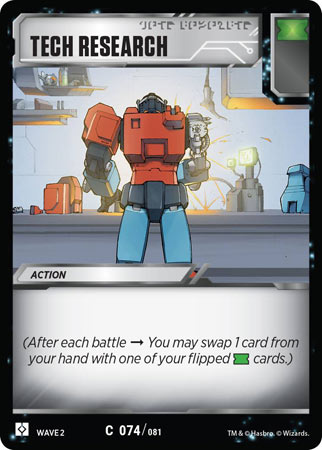 TECH RESEARCH
ACTION
(After each battle → You may swap 1 card from
your hand with one of your flipped cards.)
WAVE 2 C 074/081 TM & © Hasbro. © Wizards.